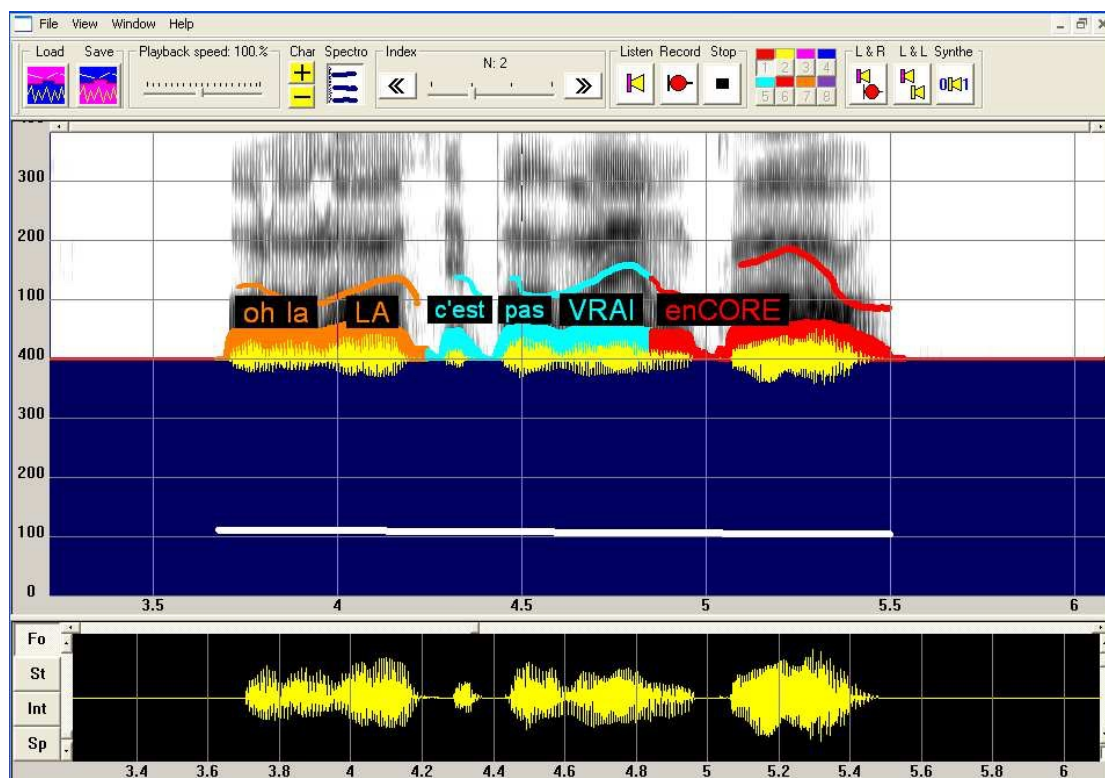 File View Window Help
Load Save Playback speed: 100.% Char Spectro Index N: 2 Listen Record Stop L & R L & L Synthe
1 2 3 4
5 6 7 8
0 1
300
200
100
oh la LA c'est pas VRAI enCORE
400
300
200
100
0
3.5 4 4.5 5 5.5 6
Fo
St
Int
Sp
3.4 3.6 3.8 4 4.2 4.4 4.6 4.8 5 5.2 5.4 5.6 5.8 6